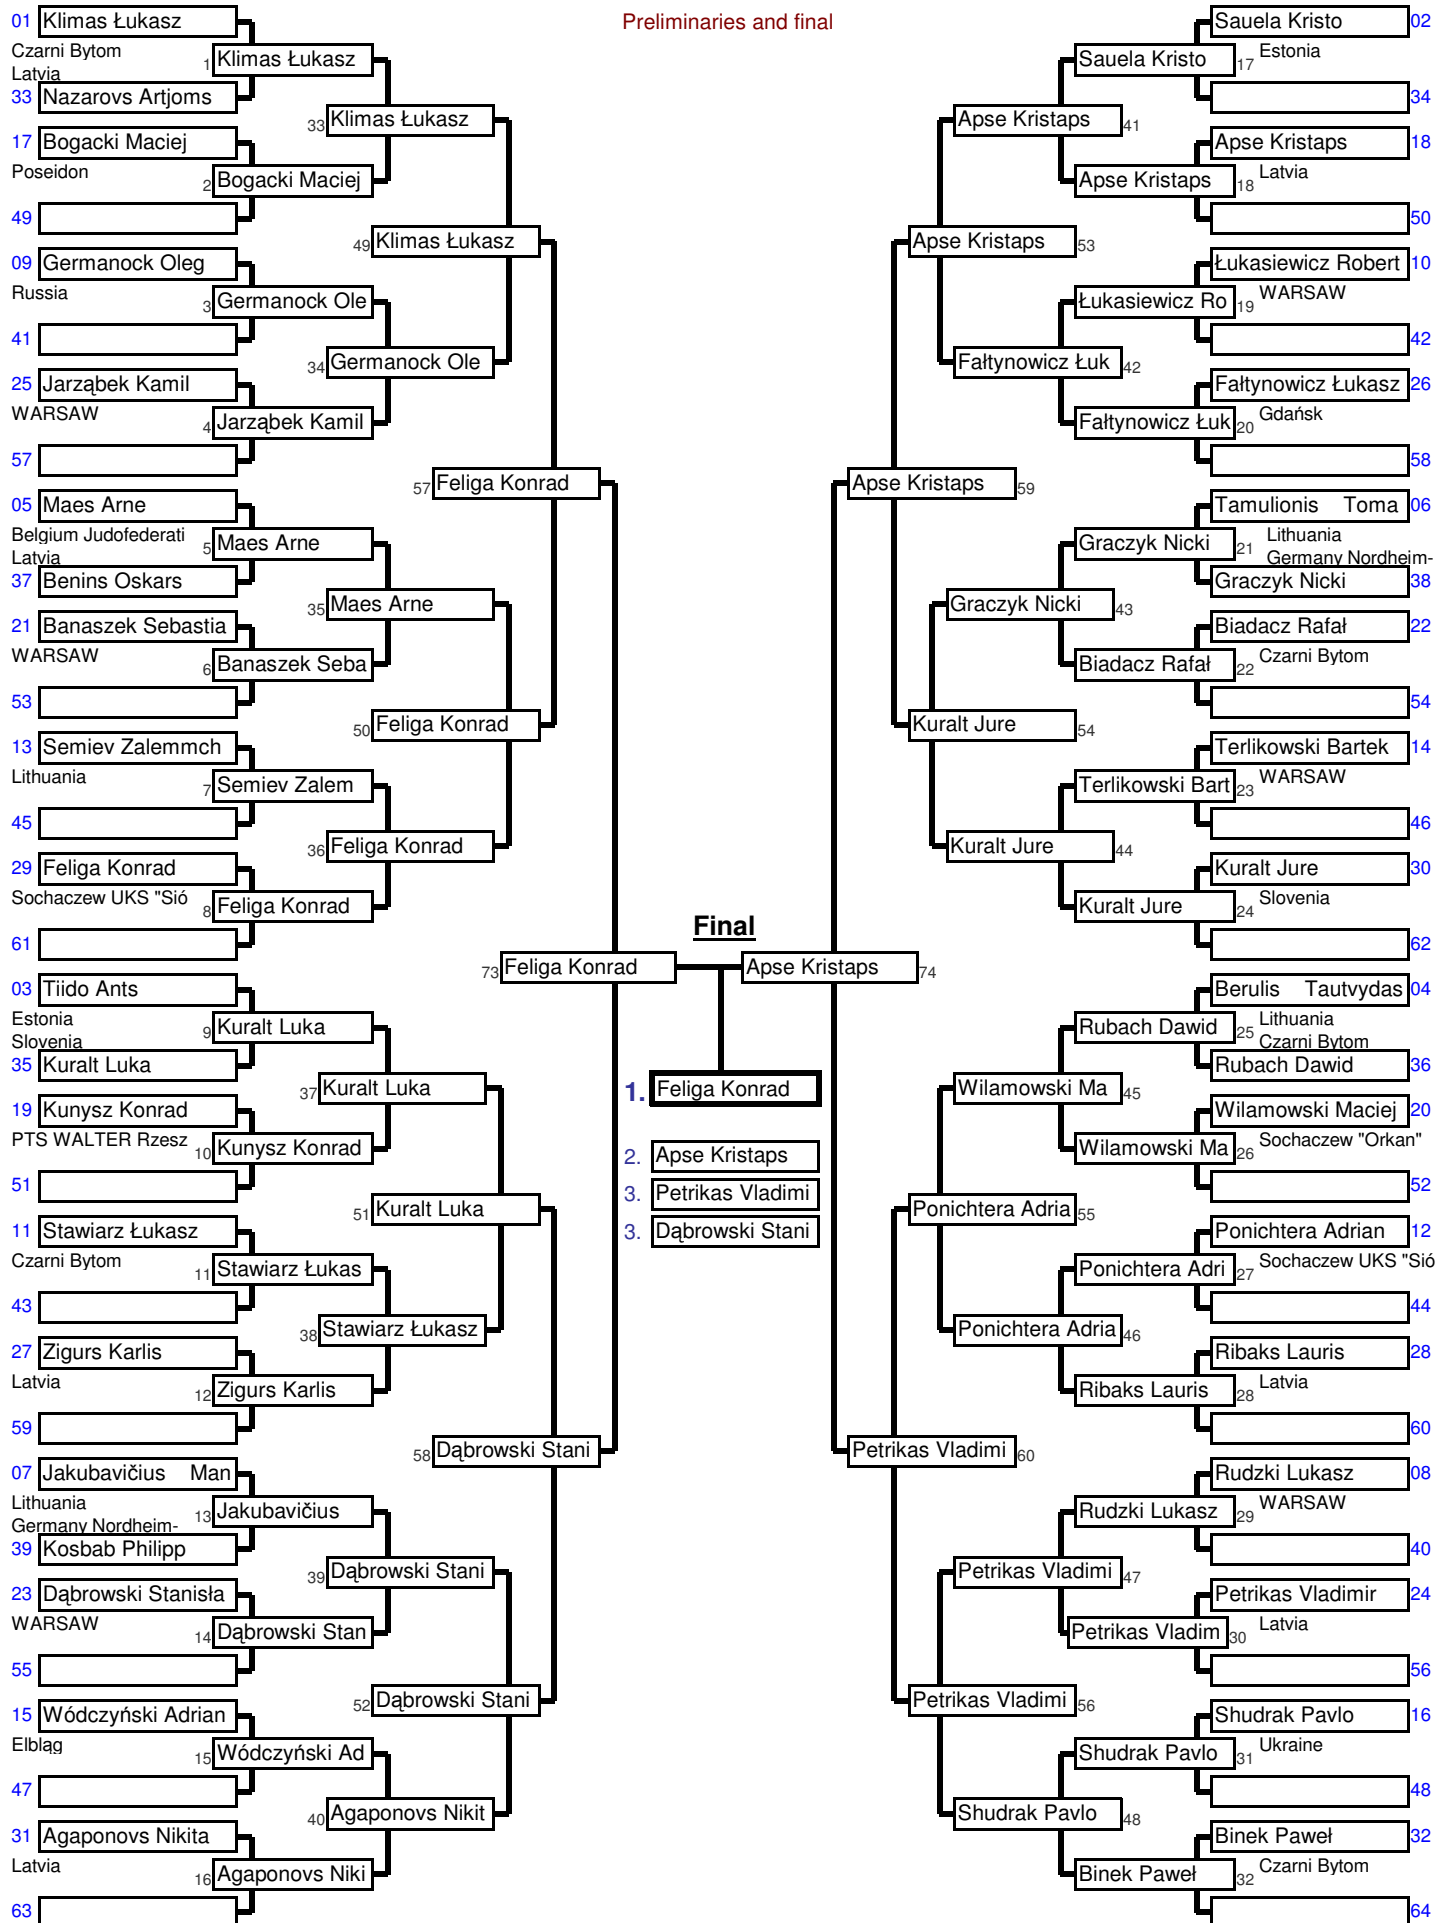 Preliminaries and final
01 Klimas Łukasz
Czarni Bytom
Latvia
33 Nazarovs Artjoms
17 Bogacki Maciej
Poseidon
49
09 Germanock Oleg
Russia
41
25 Jarząbek Kamil
WARSAW
57
05 Maes Arne
Belgium Judofederati
Latvia
37 Benins Oskars
21 Banaszek Sebastia
WARSAW
53
13 Semiev Zalemmch
Lithuania
45
29 Feliga Konrad
Sochaczew UKS "Sió
61
03 Tiido Ants
Estonia
Slovenia
35 Kuralt Luka
19 Kunysz Konrad
PTS WALTER Rzesz
51
11 Stawiarz Łukasz
Czarni Bytom
43
27 Zigurs Karlis
Latvia
59
07 Jakubavičius Man
Lithuania
Germany Nordheim-
39 Kosbab Philipp
23 Dąbrowski Stanisła
WARSAW
55
15 Wódczyński Adrian
Elbląg
47
31 Agaponovs Nikita
Latvia
63
1 Klimas Łukasz
2 Bogacki Maciej
3 Germanock Ole
4 Jarząbek Kamil
5 Maes Arne
6 Banaszek Seba
7 Semiev Zalem
8 Feliga Konrad
9 Kuralt Luka
10 Kunysz Konrad
11 Stawiarz Łukas
12 Zigurs Karlis
13 Jakubavičius
14 Dąbrowski Stan
15 Wódczyński Ad
16 Agaponovs Niki
33 Klimas Łukasz
34 Germanock Ole
35 Maes Arne
36 Feliga Konrad
37 Kuralt Luka
38 Stawiarz Łukasz
39 Dąbrowski Stani
40 Agaponovs Nikit
49 Klimas Łukasz
50 Feliga Konrad
51 Kuralt Luka
52 Dąbrowski Stani
57 Feliga Konrad
58 Dąbrowski Stani
73 Feliga Konrad
Final
Apse Kristaps 74
1. Feliga Konrad
2. Apse Kristaps
3. Petrikas Vladimi
3. Dąbrowski Stani
Apse Kristaps 59
Petrikas Vladimi 60
Apse Kristaps 53
Kuralt Jure 54
Ponichtera Adria 55
Petrikas Vladimi 56
Apse Kristaps 41
Fałtynowicz Łuk 42
Graczyk Nicki 43
Kuralt Jure 44
Wilamowski Ma 45
Ponichtera Adria 46
Petrikas Vladimi 47
Shudrak Pavlo 48
Sauela Kristo 17
Apse Kristaps 18
Łukasiewicz Ro 19
Fałtynowicz Łuk 20
Graczyk Nicki 21
Biadacz Rafał 22
Terlikowski Bart 23
Kuralt Jure 24
Rubach Dawid 25
Wilamowski Ma 26
Ponichtera Adri 27
Ribaks Lauris 28
Rudzki Lukasz 29
Petrikas Vladim 30
Shudrak Pavlo 31
Binek Paweł 32
Sauela Kristo 02
Estonia
34
Apse Kristaps 18
Latvia
50
Łukasiewicz Robert 10
WARSAW
42
Fałtynowicz Łukasz 26
Gdańsk
58
Tamulionis Toma 06
Lithuania
Germany Nordheim-
Graczyk Nicki 38
Biadacz Rafał 22
Czarni Bytom
54
Terlikowski Bartek 14
WARSAW
46
Kuralt Jure 30
Slovenia
62
Berulis Tautvydas 04
Lithuania
Czarni Bytom
Rubach Dawid 36
Wilamowski Maciej 20
Sochaczew "Orkan"
52
Ponichtera Adrian 12
Sochaczew UKS "Sió
44
Ribaks Lauris 28
Latvia
60
Rudzki Lukasz 08
WARSAW
40
Petrikas Vladimir 24
Latvia
56
Shudrak Pavlo 16
Ukraine
48
Binek Paweł 32
Czarni Bytom
64